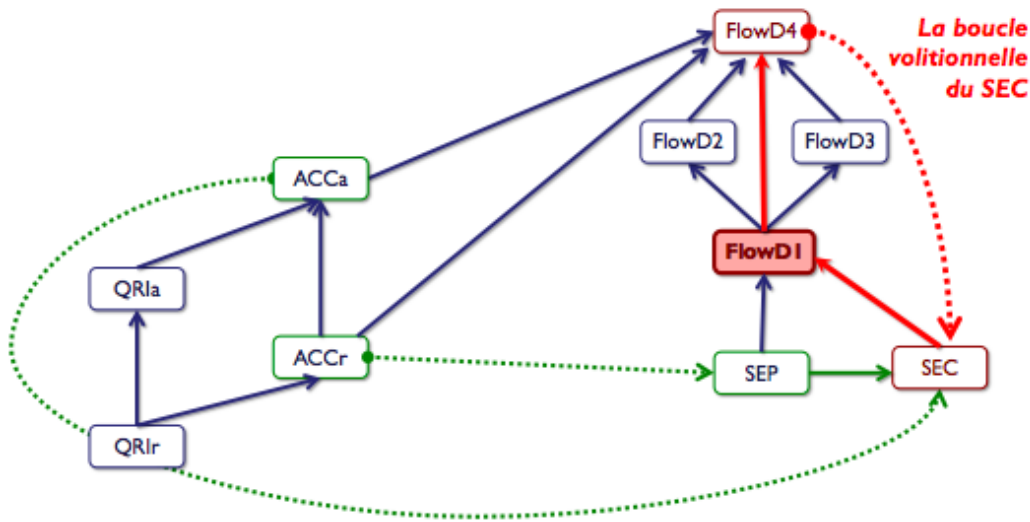 FlowD4
La boucle
volitionnelle
du SEC
FlowD2
FlowD3
ACCa
FlowD1
QRIa
ACCr
SEP
SEC
QRIr